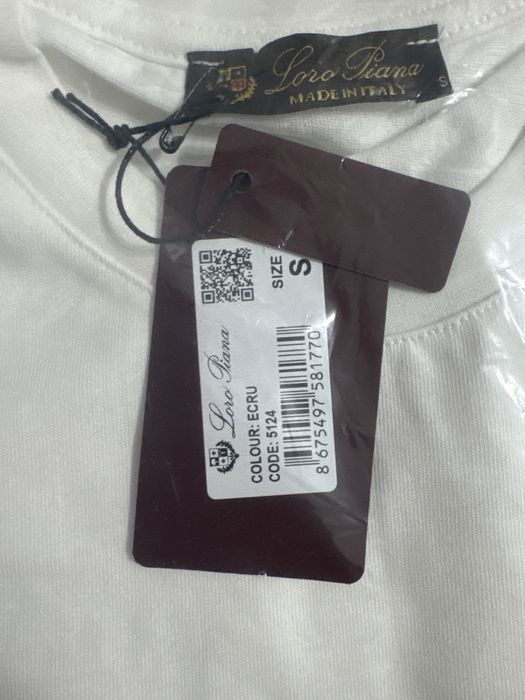 Loro Piana
MADE IN ITALY
S
SIZE
S
Loro Piana
COLOUR: ECRU
CODE: 5124
8 675497 581770